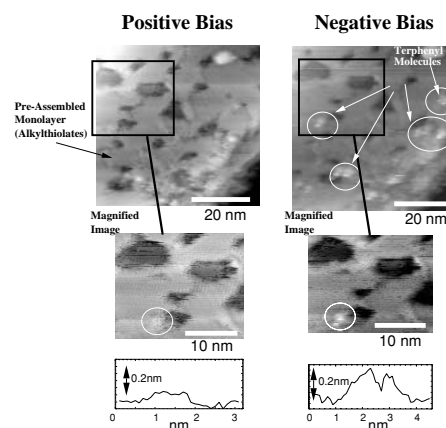 Positive Bias
Negative Bias
Terphenyl
Molecules
Pre-Assembled
Monolayer
(Alkylthiolates)
20 nm
20 nm
Magnified
Image
Magnified
Image
10 nm
10 nm
0.2nm
0.2nm
0 1 2 3
nm
0 1 2 3 4
nm